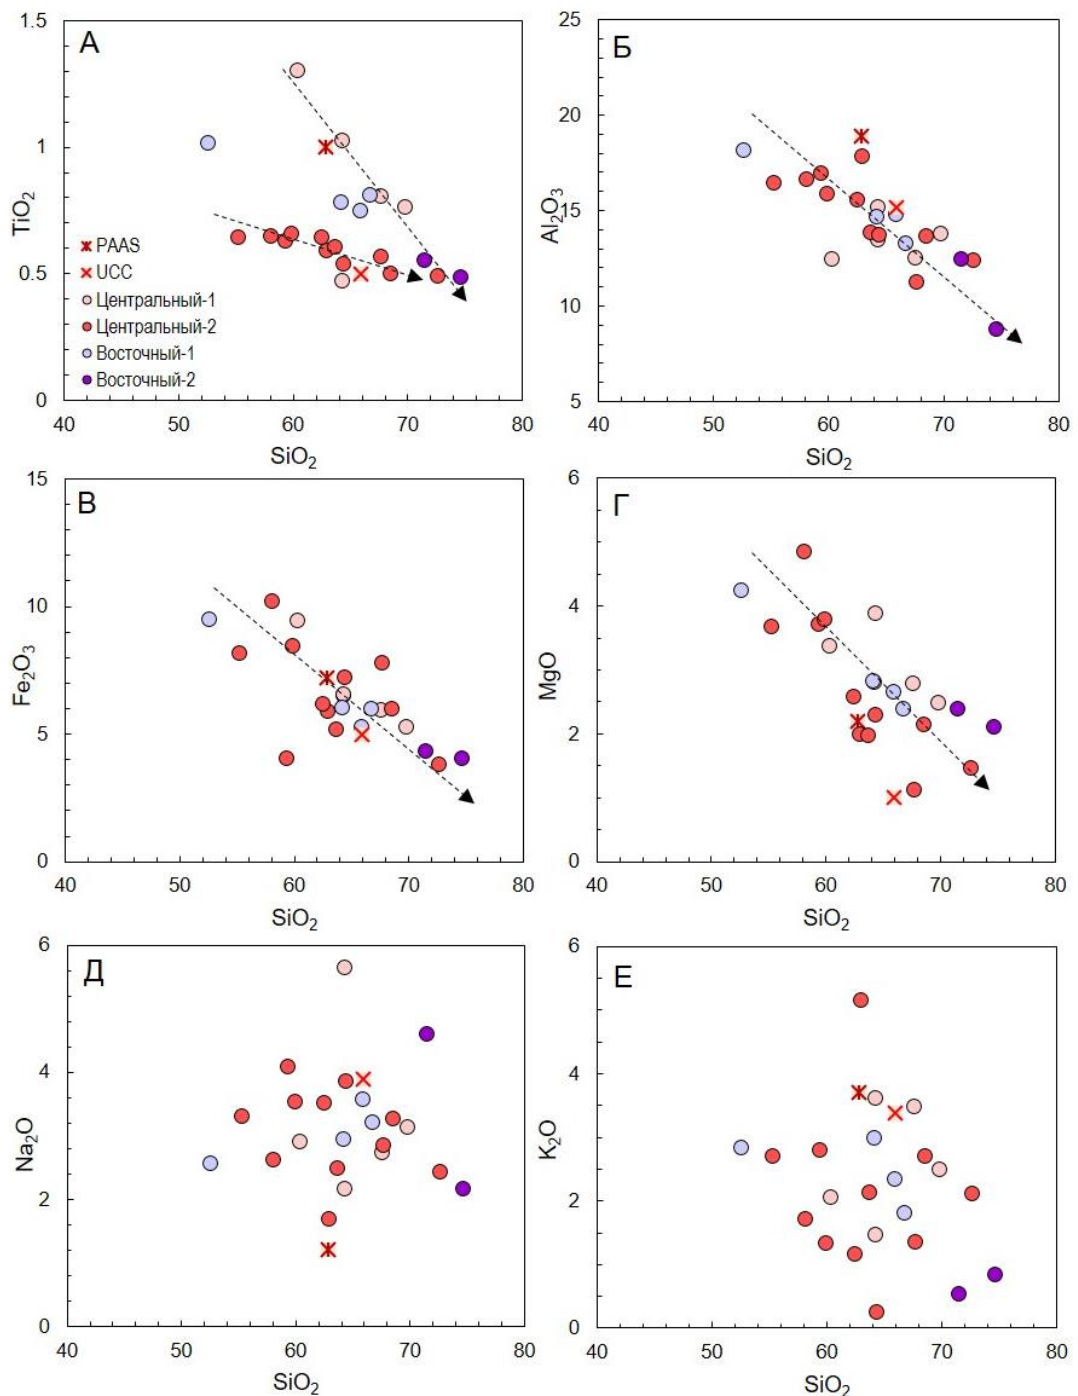 А
1.5
1
0.5
0
TiO2
PAAS
UCC
Центральный-1
Центральный-2
Восточный-1
Восточный-2
40 50 60 70 80
SiO2
Б
25
20
15
10
5
Al2O3
40 50 60 70 80
SiO2
В
15
10
5
0
Fe2O3
40 50 60 70 80
SiO2
Г
6
4
2
0
MgO
40 50 60 70 80
SiO2
Д
6
4
2
0
Na2O
40 50 60 70 80
SiO2
Е
6
4
2
0
K2O
40 50 60 70 80
SiO2